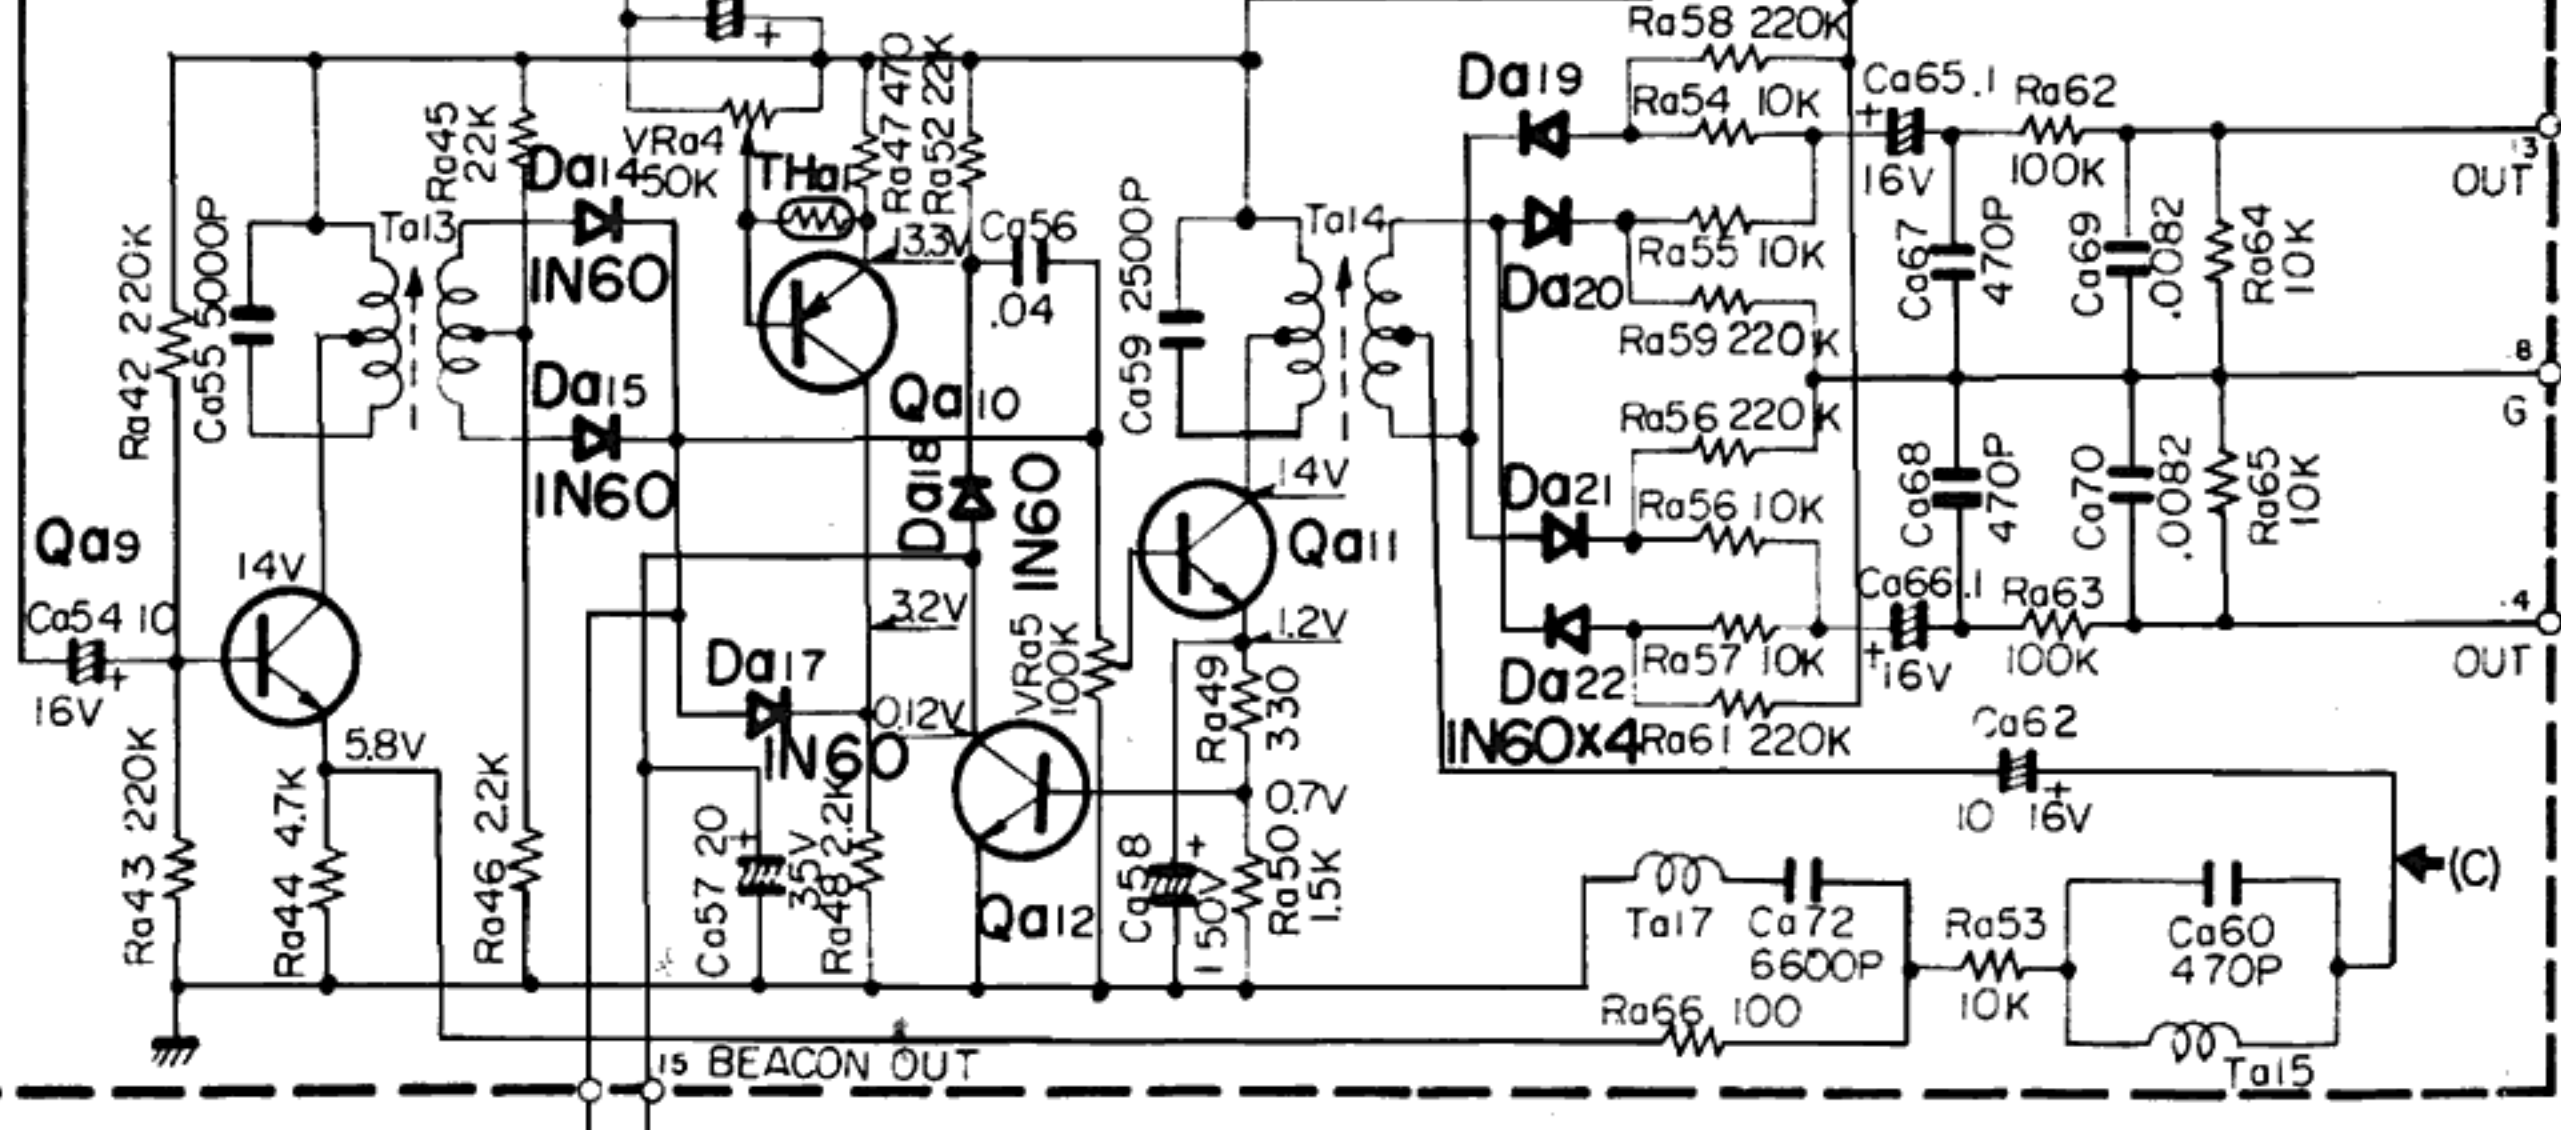 Ra58 220K
Ra47 470
Ra52 22K
Da19
Ca65 .1
Ra62
Ra54 10K
Ra45 22K
VRa4
50K
Da14
THa1
16V
100K
13
OUT
Ra42 220K
Ca55 5000P
Ta13
13.3V
Ca56
.04
Ca59 2500P
Ta14
Ra55 10K
Da20
Ca67 470P
Ca69 .0082
Ra64 10K
1N60
Ra59 220K
Da15
Qa10
Ra56 220K
8
G
1N60
Da18
1N60
14V
Da21
Ra56 10K
Ca68 470P
Ca70 .0082
Ra65 10K
Qa9
14V
Qa11
Ca54 10
16V
3.2V
VRa5 100K
1.2V
Ca66 .1
Ra63
4
Da17
1N60
0.12V
Ra49 330
Da22
1N60x4
Ra57 10K
16V
100K
OUT
Ra61 220K
Ca62
10 16V
5.8V
Ra43 220K
Ra44 4.7K
Ra46 2.2K
Ca57 20
35V
Ra48 2.2K
0.7V
Qa12
Ca58
Ra50 1.5K
(C)
Ta17
Ca72
6600P
Ra53
10K
Ca60
470P
Ra66 100
15 BEACON OUT
Ta15